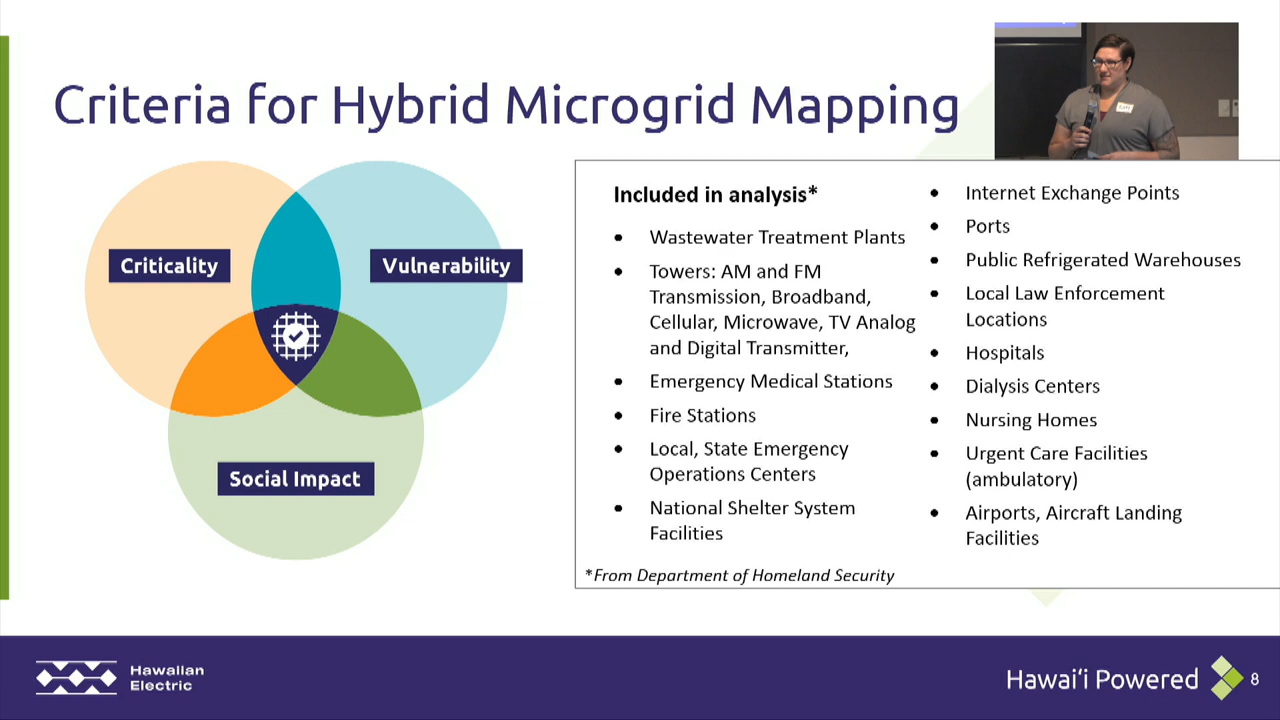 Criteria for Hybrid Microgrid Mapping
Criticality
Vulnerability
Social Impact
Included in analysis*
• Wastewater Treatment Plants
• Towers: AM and FM
Transmission, Broadband,
Cellular, Microwave, TV Analog
and Digital Transmitter,
• Emergency Medical Stations
• Fire Stations
• Local, State Emergency
Operations Centers
• National Shelter System
Facilities
• Internet Exchange Points
• Ports
• Public Refrigerated Warehouses
• Local Law Enforcement
Locations
• Hospitals
• Dialysis Centers
• Nursing Homes
• Urgent Care Facilities
(ambulatory)
• Airports, Aircraft Landing
Facilities
*From Department of Homeland Security
Hawaiian
Electric
Hawaiʻi Powered
8